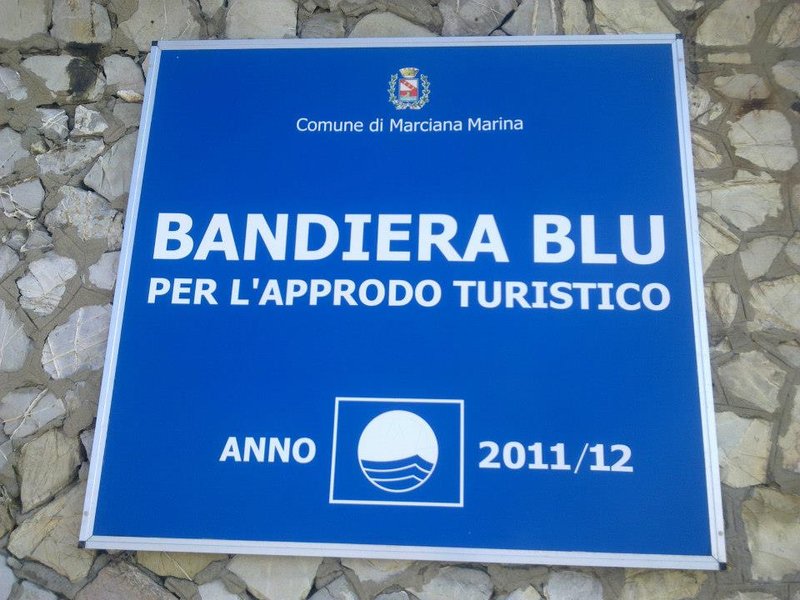 Comune di Marciana Marina
BANDIERA BLU
PER L'APPRODO TURISTICO
ANNO 2011/12